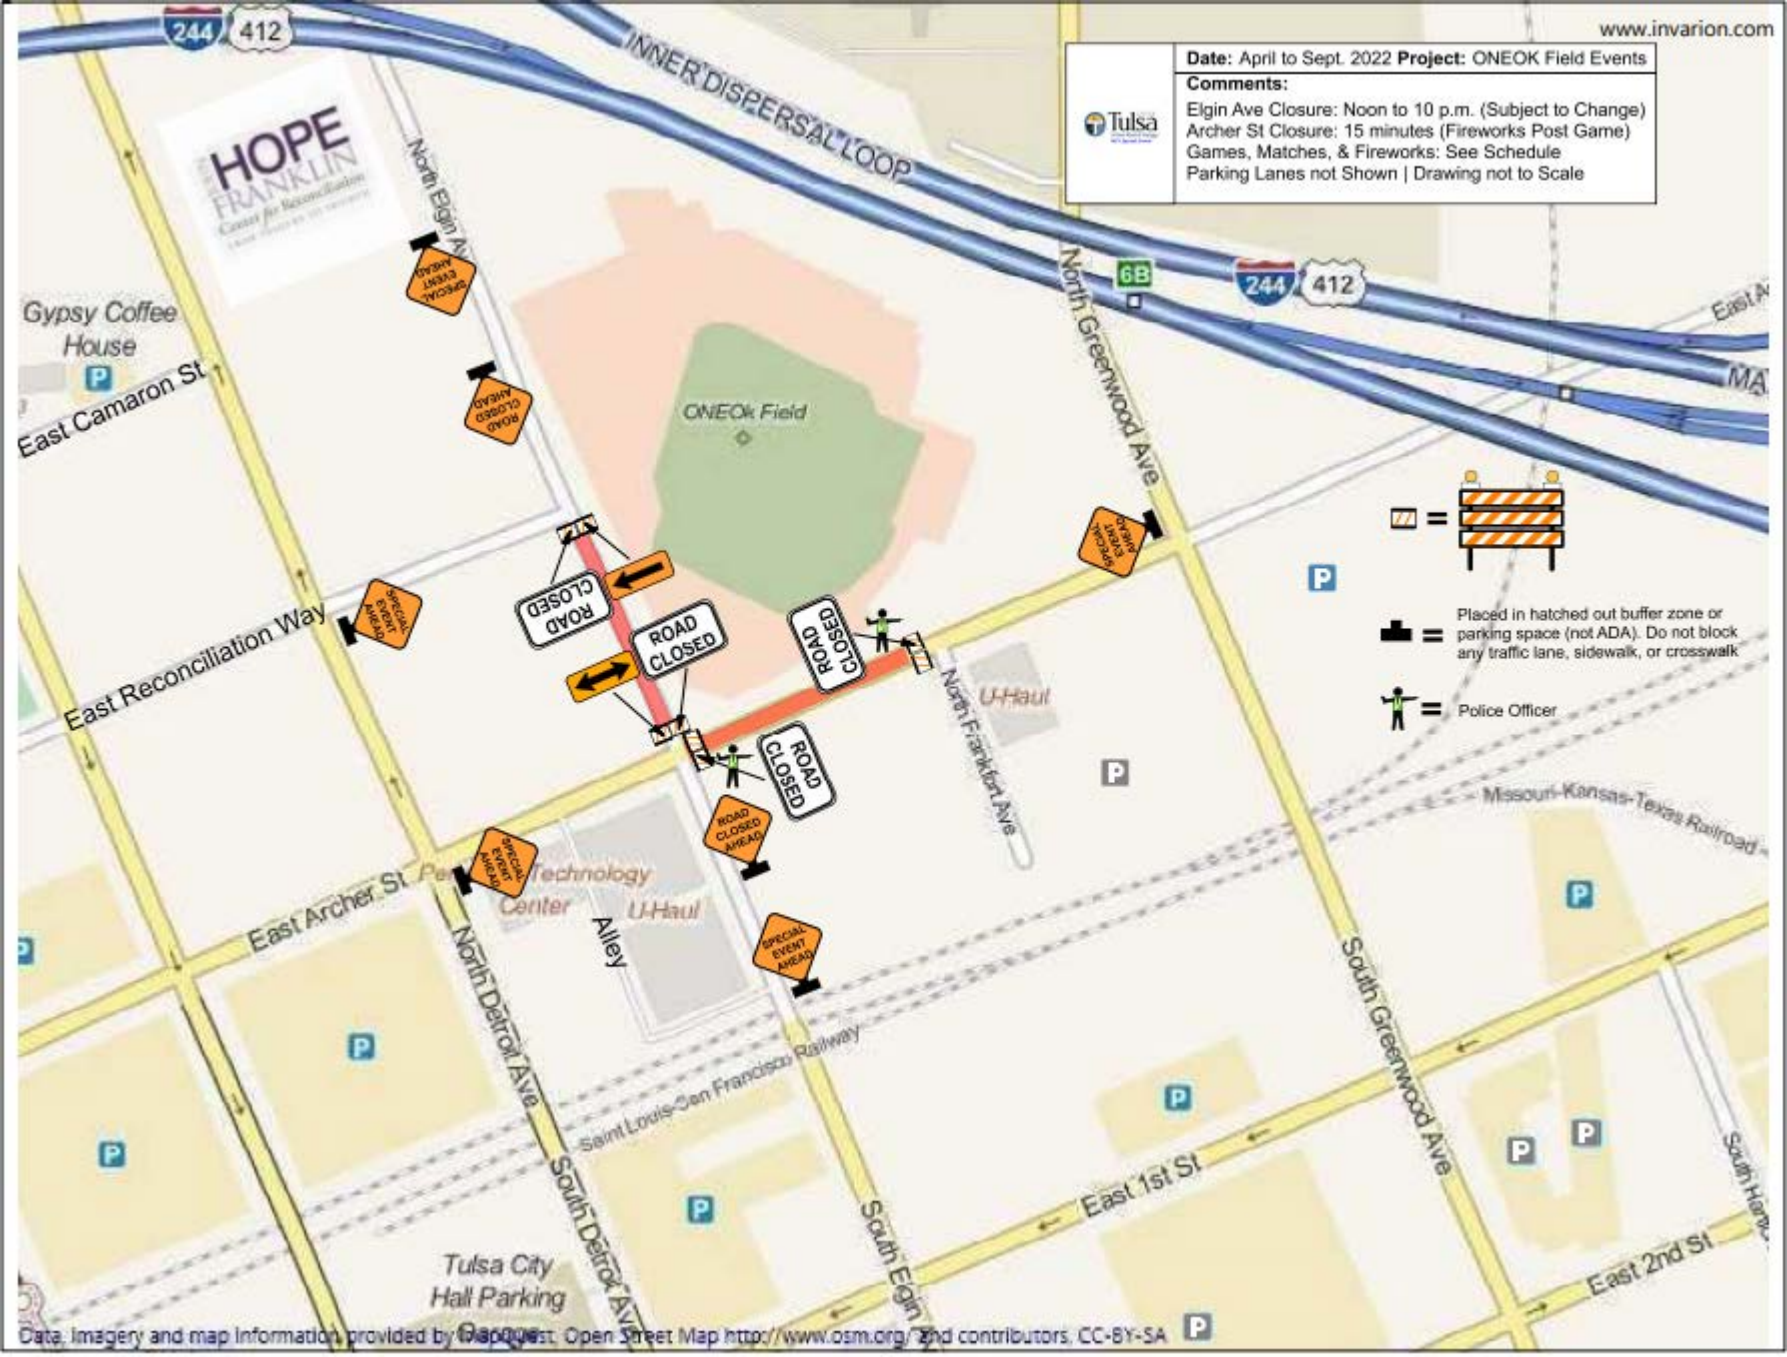 www.invarion.com
244
412
INNER DISPERSAL LOOP
Date: April to Sept. 2022 Project: ONEOK Field Events
Comments:
Elgin Ave Closure: Noon to 10 p.m. (Subject to Change)
Archer St Closure: 15 minutes (Fireworks Post Game)
Games, Matches, & Fireworks: See Schedule
Parking Lanes not Shown | Drawing not to Scale
Tulsa
HOPE
FRANKLIN
Center for Reconciliation
North Elgin Av
SPECIAL
EVENT
AHEAD
Gypsy Coffee
House
P
East Camaron St
ROAD
CLOSED
AHEAD
ONEOk Field
North Greenwood Ave
6B
244
412
East A
MA
SPECIAL
EVENT
AHEAD
=
P
=
Placed in hatched out buffer zone or
parking space (not ADA). Do not block
any traffic lane, sidewalk, or crosswalk
=
Police Officer
East Reconciliation Way
SPECIAL
EVENT
AHEAD
ROAD
CLOSED
ROAD
CLOSED
ROAD
CLOSED
ROAD
CLOSED
North Frankfort Ave
U-Haul
P
Missouri-Kansas-Texas Railroad
ROAD
CLOSED
AHEAD
SPECIAL
EVENT
AHEAD
East Archer St
Technology
Center
U-Haul
Alley
SPECIAL
EVENT
AHEAD
P
P
P
P
North Detroit Ave
Saint Louis-San Francisco Railway
South Detroit Ave
South Elgin A
P
P
P
P
South Greenwood Ave
East 1st St
East 2nd St
Tulsa City
Hall Parking
P
P
Data, Imagery and map information provided by MapQuest, Open Street Map http://www.osm.org/ and contributors, CC-BY-SA